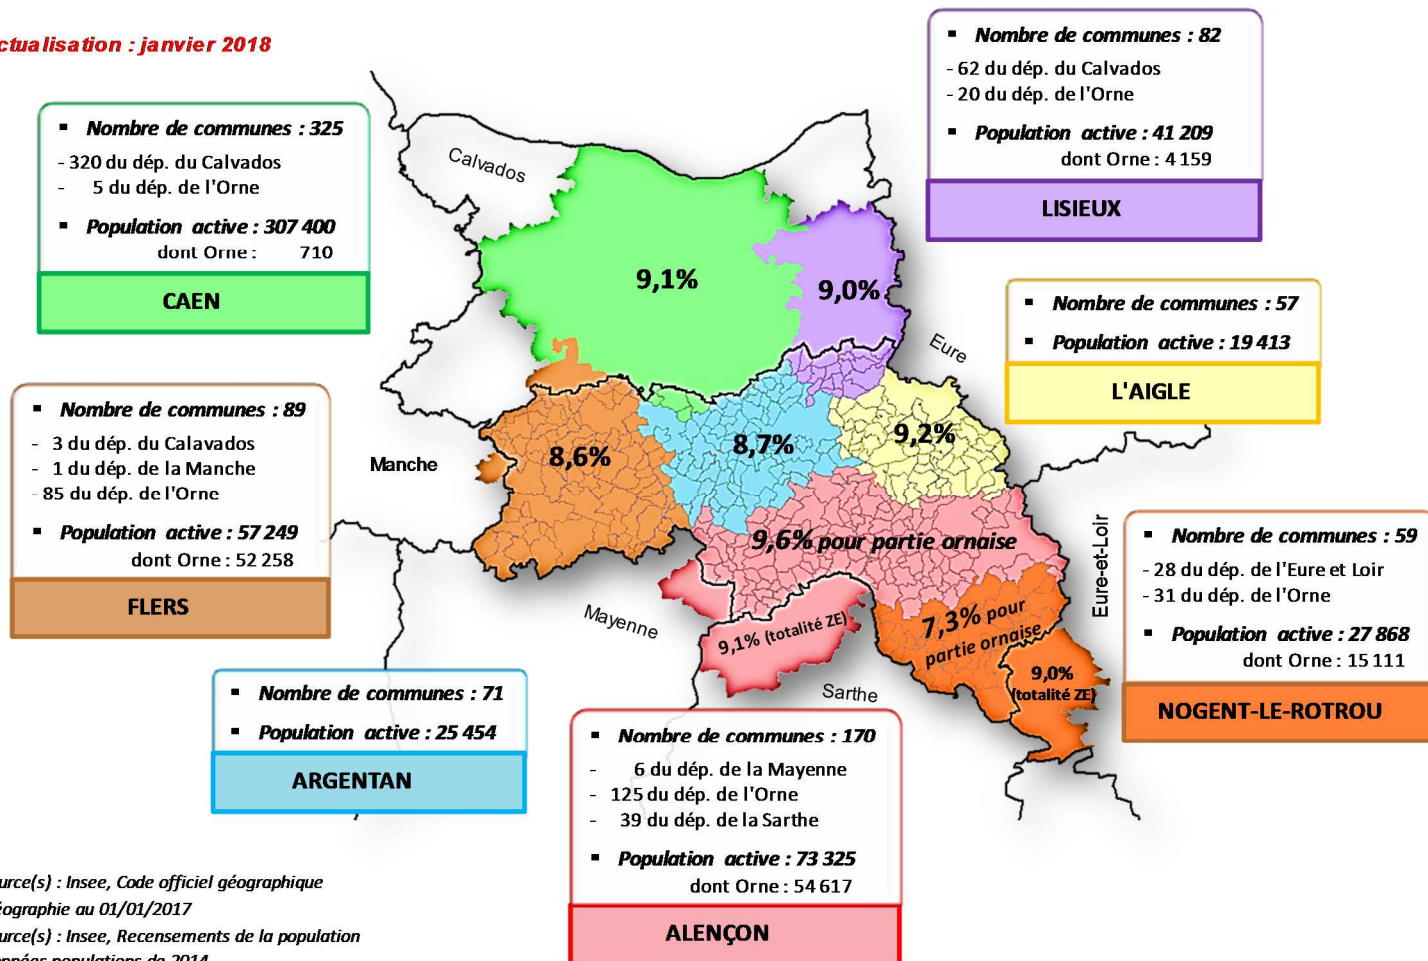 ctualisation : janvier 2018
▪ Nombre de communes : 82
- 62 du dép. du Calvados
- 20 du dép. de l'Orne
▪ Population active : 41 209
dont Orne : 4 159
LISIEUX
▪ Nombre de communes : 325
- 320 du dép. du Calvados
- 5 du dép. de l'Orne
▪ Population active : 307 400
dont Orne : 710
CAEN
Calvados
9,1%
9,0%
Eure
▪ Nombre de communes : 57
▪ Population active : 19 413
L'AIGLE
▪ Nombre de communes : 89
- 3 du dép. du Calavados
- 1 du dép. de la Manche
- 85 du dép. de l'Orne
▪ Population active : 57 249
dont Orne : 52 258
FLERS
Manche
8,6%
8,7%
9,2%
9,6% pour partie ornaise
Eure-et-Loir
▪ Nombre de communes : 59
- 28 du dép. de l'Eure et Loir
- 31 du dép. de l'Orne
▪ Population active : 27 868
dont Orne : 15 111
NOGENT-LE-ROTROU
Mayenne
9,1% (totalité ZE)
7,3% pour
partie ornaise
9,0%
(totalité ZE)
Sarthe
▪ Nombre de communes : 71
▪ Population active : 25 454
ARGENTAN
▪ Nombre de communes : 170
- 6 du dép. de la Mayenne
- 125 du dép. de l'Orne
- 39 du dép. de la Sarthe
▪ Population active : 73 325
dont Orne : 54 617
ALENÇON
urce(s) : Insee, Code officiel géographique
éographie au 01/01/2017
urce(s) : Insee, Recensements de la population
onnées populations de 2014